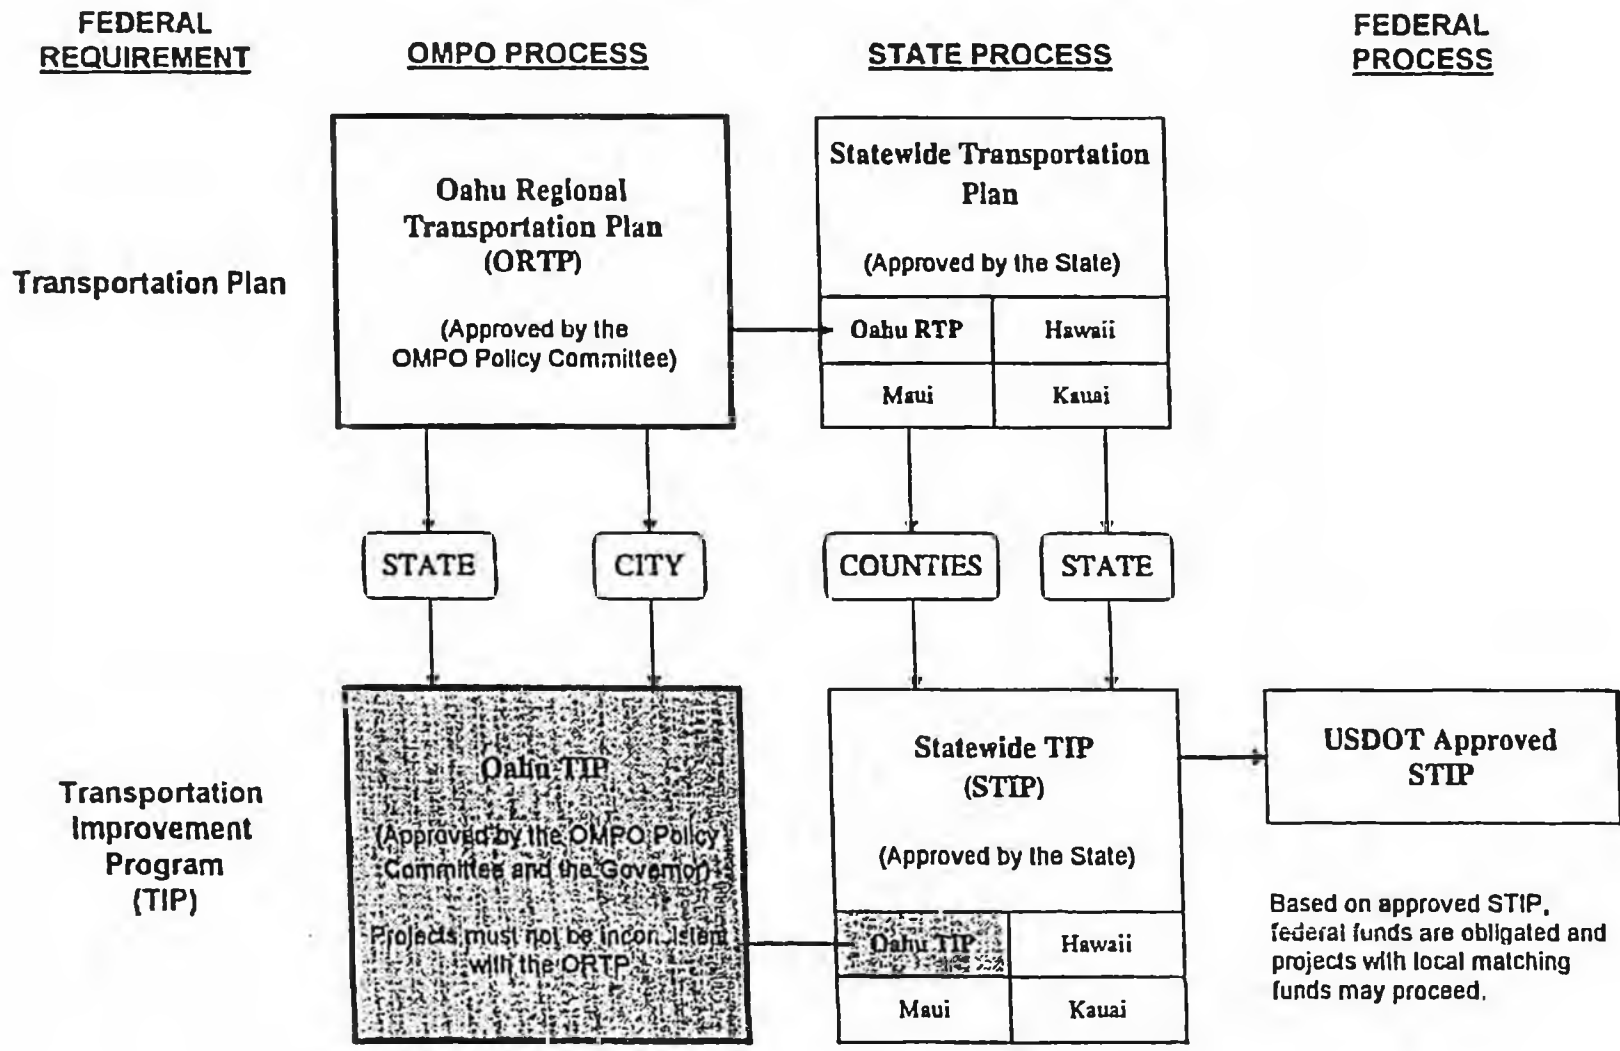 FEDERAL
REQUIREMENT
OMPO PROCESS
STATE PROCESS
FEDERAL
PROCESS
Transportation Plan
Oahu Regional
Transportation Plan
(ORTP)
(Approved by the
OMPO Policy Committee)
Statewide Transportation
Plan
(Approved by the State)
Oahu RTP
Hawaii
Maui
Kauai
STATE
CITY
COUNTIES
STATE
Transportation
Improvement
Program
(TIP)
Oahu TIP
(Approved by the OMPO Policy
Committee and the Governor)
Projects must not be inconsistent
with the ORTP
Statewide TIP
(STIP)
(Approved by the State)
Oahu TIP
Hawaii
Maui
Kauai
USDOT Approved
STIP
Based on approved STIP,
federal funds are obligated and
projects with local matching
funds may proceed.